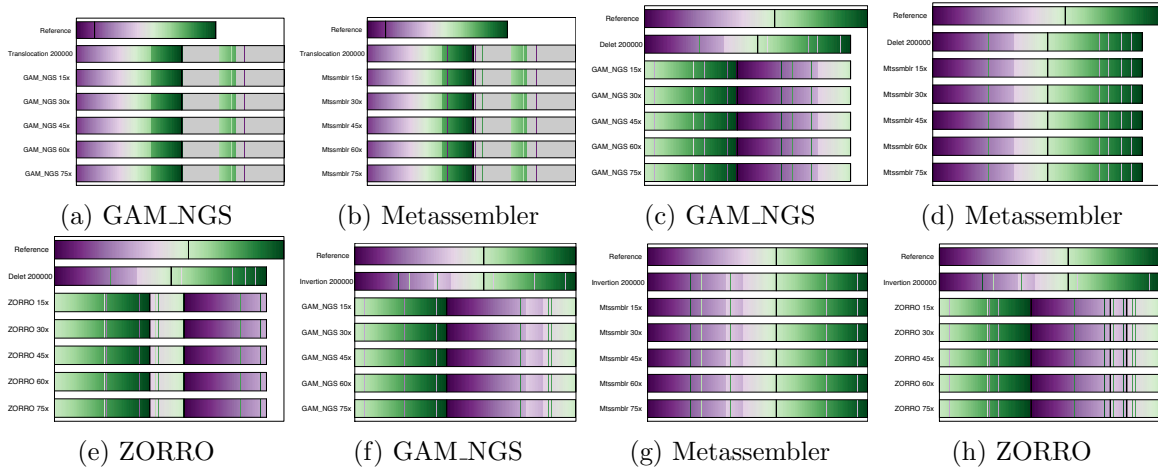 Reference
Translocation 200000
GAM_NGS 15x
GAM_NGS 30x
GAM_NGS 45x
GAM_NGS 60x
GAM_NGS 75x
(a) GAM_NGS
Reference
Translocation 200000
Mtssmblr 15x
Mtssmblr 30x
Mtssmblr 45x
Mtssmblr 60x
Mtssmblr 75x
(b) Metassembler
Reference
Delet 200000
GAM_NGS 15x
GAM_NGS 30x
GAM_NGS 45x
GAM_NGS 60x
GAM_NGS 75x
(c) GAM_NGS
Reference
Delet 200000
Mtssmblr 15x
Mtssmblr 30x
Mtssmblr 45x
Mtssmblr 60x
Mtssmblr 75x
(d) Metassembler
Reference
Delet 200000
ZORRO 15x
ZORRO 30x
ZORRO 45x
ZORRO 60x
ZORRO 75x
(e) ZORRO
Reference
Invertion 200000
GAM_NGS 15x
GAM_NGS 30x
GAM_NGS 45x
GAM_NGS 60x
GAM_NGS 75x
(f) GAM_NGS
Reference
Invertion 200000
Mtssmblr 15x
Mtssmblr 30x
Mtssmblr 45x
Mtssmblr 60x
Mtssmblr 75x
(g) Metassembler
Reference
Invertion 200000
ZORRO 15x
ZORRO 30x
ZORRO 45x
ZORRO 60x
ZORRO 75x
(h) ZORRO